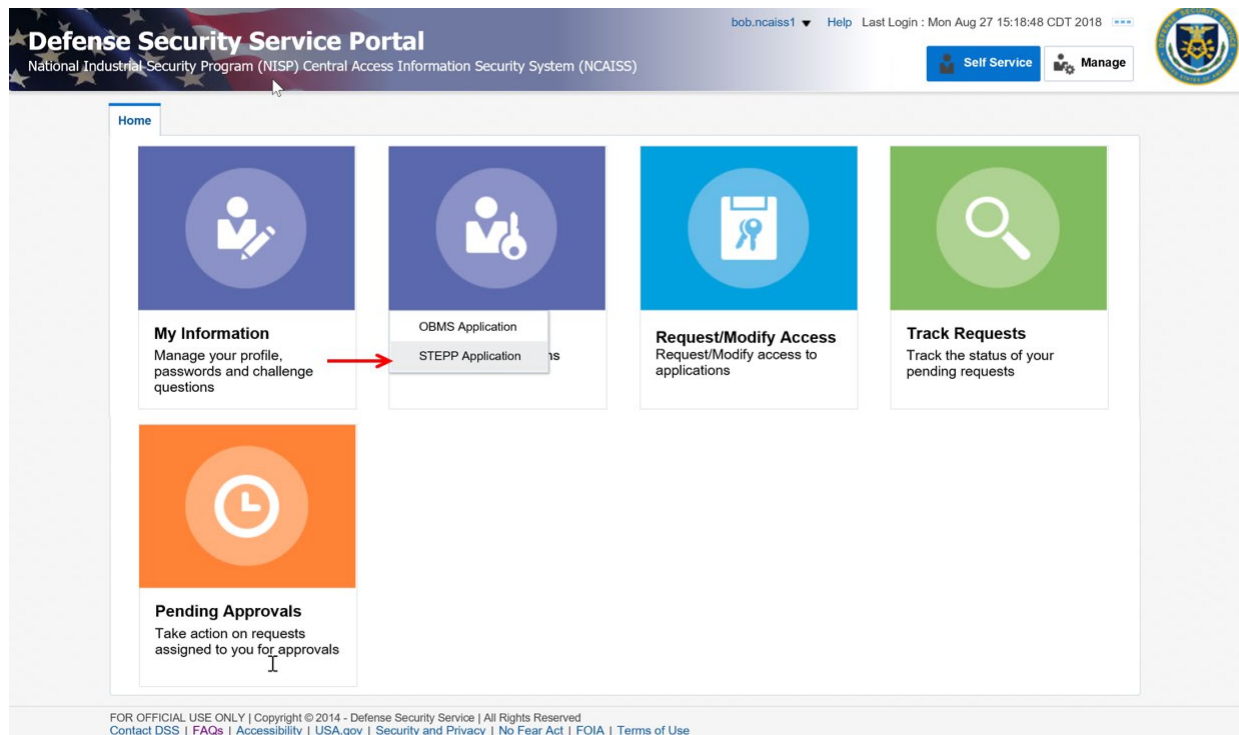 bob.ncaiss1 Help Last Login : Mon Aug 27 15:18:48 CDT 2018
Defense Security Service Portal
National Industrial Security Program (NISP) Central Access Information Security System (NCAISS)
Self Service Manage
Home
My Information
Manage your profile,
passwords and challenge
questions
OBMS Application
STEPP Application
Request/Modify Access
Request/Modify access to
applications
Track Requests
Track the status of your
pending requests
Pending Approvals
Take action on requests
assigned to you for approvals
FOR OFFICIAL USE ONLY | Copyright © 2014 - Defense Security Service | All Rights Reserved
Contact DSS | FAQs | Accessibility | USA.gov | Security and Privacy | No Fear Act | FOIA | Terms of Use